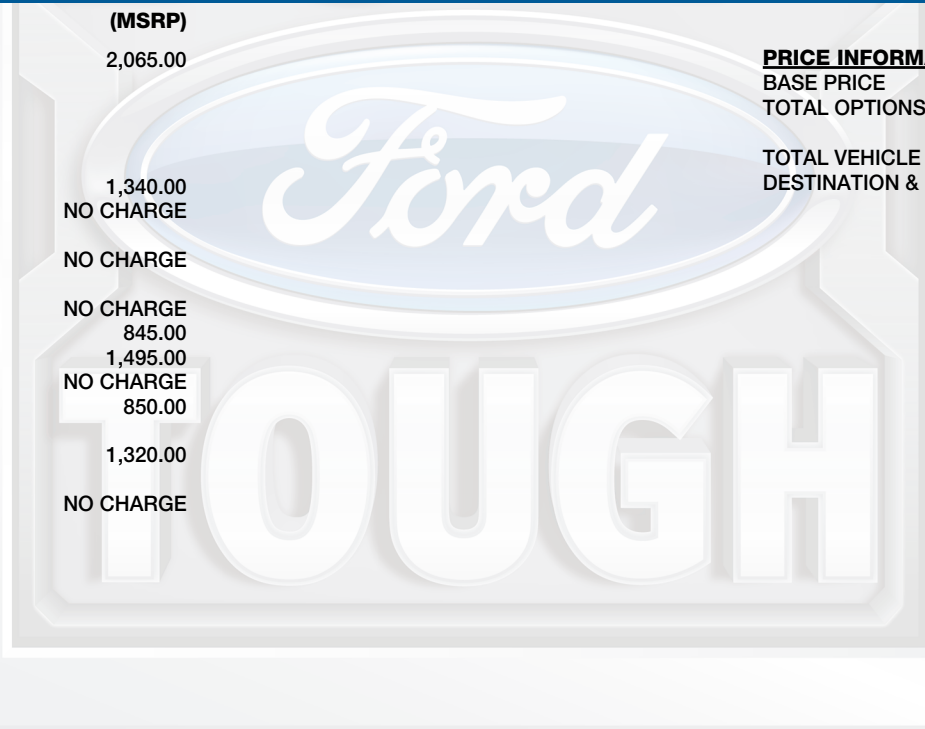 (MSRP)
2,065.00
1,340.00
NO CHARGE
NO CHARGE
NO CHARGE
845.00
1,495.00
NO CHARGE
850.00
1,320.00
NO CHARGE
PRICE INFORMA
BASE PRICE
TOTAL OPTIONS
TOTAL VEHICLE
DESTINATION &
Ford
TOUGH